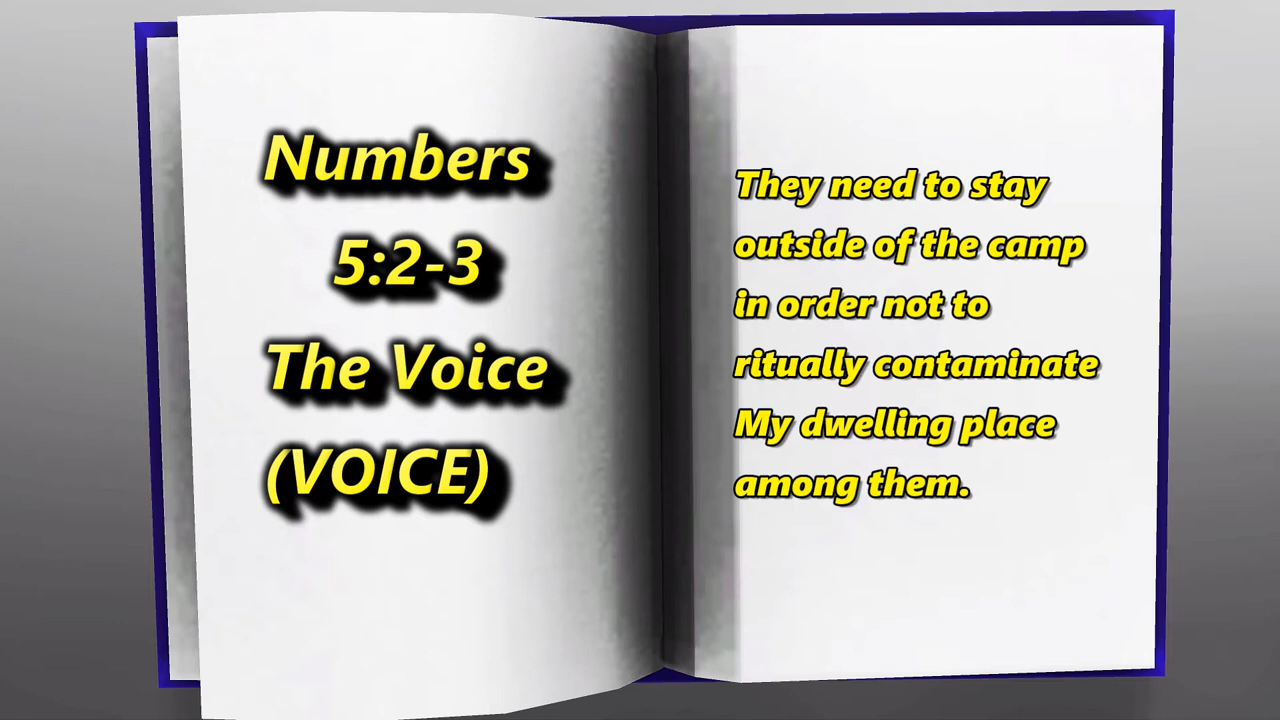 Numbers
5:2-3
The Voice
(VOICE)
They need to stay
outside of the camp
in order not to
ritually contaminate
My dwelling place
among them.